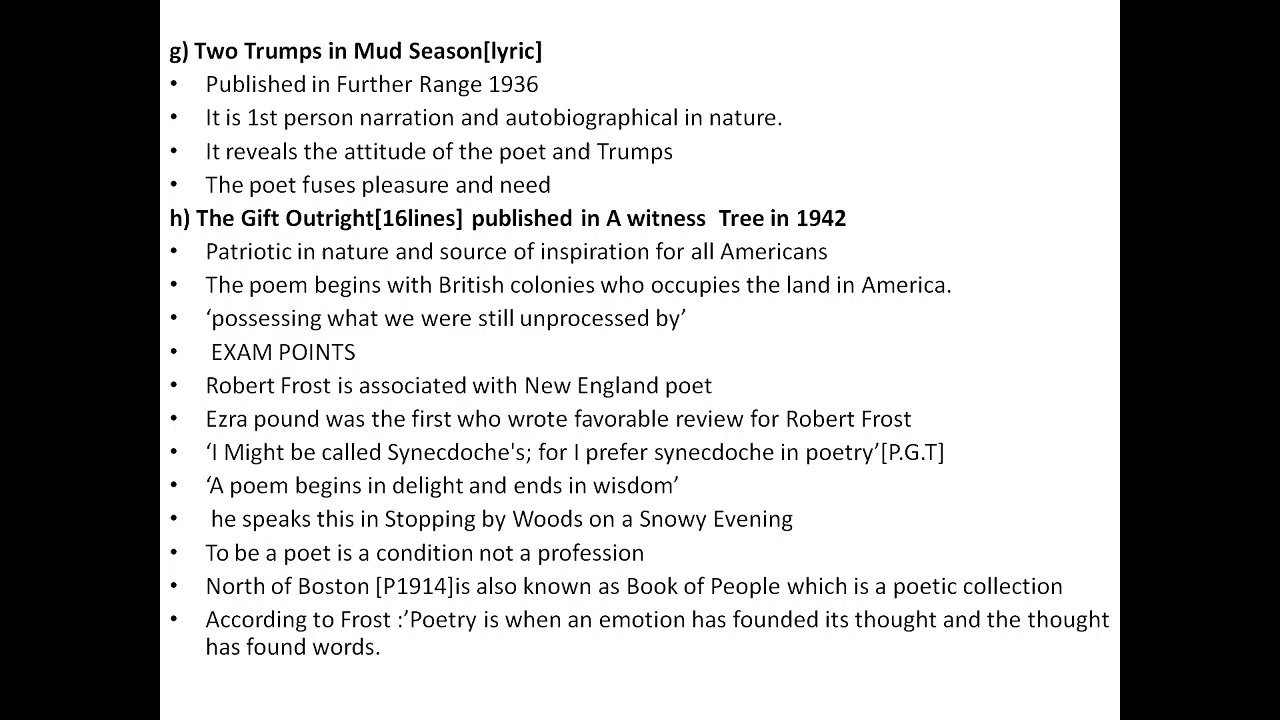 g) Two Trumps in Mud Season[lyric]
• Published in Further Range 1936
• It is 1st person narration and autobiographical in nature.
• It reveals the attitude of the poet and Trumps
• The poet fuses pleasure and need
h) The Gift Outright[16lines] published in A witness Tree in 1942
• Patriotic in nature and source of inspiration for all Americans
• The poem begins with British colonies who occupies the land in America.
• ‘possessing what we were still unprocessed by’
• EXAM POINTS
• Robert Frost is associated with New England poet
• Ezra pound was the first who wrote favorable review for Robert Frost
• ‘I Might be called Synecdoche's; for I prefer synecdoche in poetry’[P.G.T]
• ‘A poem begins in delight and ends in wisdom’
• he speaks this in Stopping by Woods on a Snowy Evening
• To be a poet is a condition not a profession
• North of Boston [P1914]is also known as Book of People which is a poetic collection
• According to Frost :’Poetry is when an emotion has founded its thought and the thought
has found words.